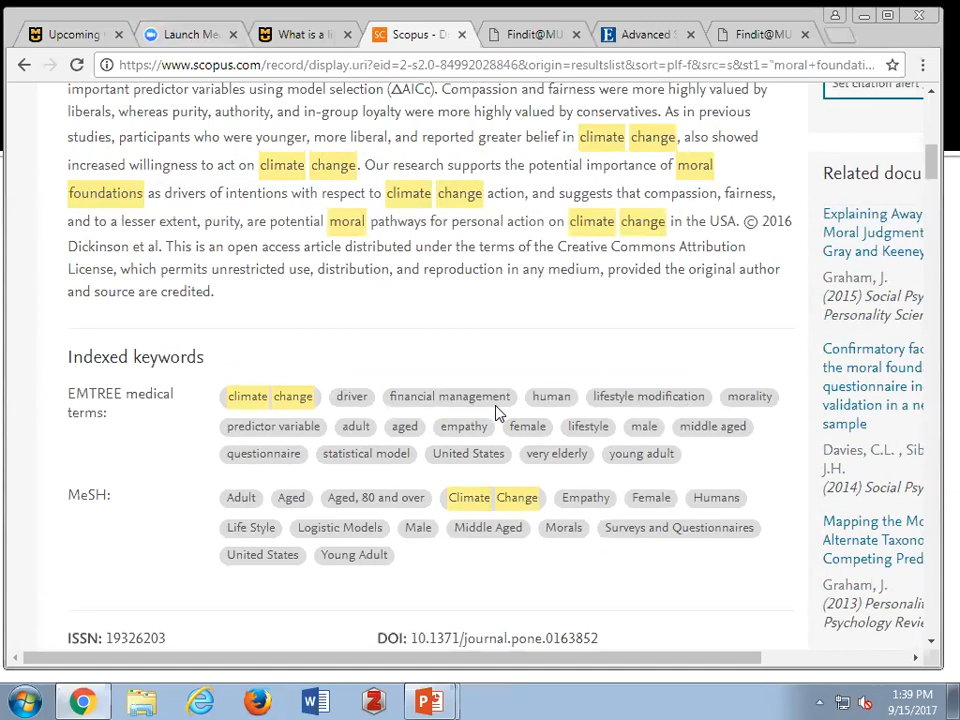 Upcoming
Launch Me
What is a li
SC Scopus - D
Findit@MU
E Advanced S
Findit@MU
https://www.scopus.com/record/display.uri?eid=2-s2.0-84992028846&origin=resultslist&sort=plf-f&src=s&st1="moral+foundati...
important predictor variables using model selection (ΔAICc). Compassion and fairness were more highly valued by
liberals, whereas purity, authority, and in-group loyalty were more highly valued by conservatives. As in previous
studies, participants who were younger, more liberal, and reported greater belief in climate change, also showed
increased willingness to act on climate change. Our research supports the potential importance of moral
foundations as drivers of intentions with respect to climate change action, and suggests that compassion, fairness,
and to a lesser extent, purity, are potential moral pathways for personal action on climate change in the USA. © 2016
Dickinson et al. This is an open access article distributed under the terms of the Creative Commons Attribution
License, which permits unrestricted use, distribution, and reproduction in any medium, provided the original author
and source are credited.
Indexed keywords
EMTREE medical
terms:
climate change driver financial management human lifestyle modification morality
predictor variable adult aged empathy female lifestyle male middle aged
questionnaire statistical model United States very elderly young adult
MeSH:
Adult Aged Aged, 80 and over Climate Change Empathy Female Humans
Life Style Logistic Models Male Middle Aged Morals Surveys and Questionnaires
United States Young Adult
ISSN: 19326203
DOI: 10.1371/journal.pone.0163852
Set citation alert
Related docu
Explaining Away
Moral Judgment
Gray and Keeney
Graham, J.
(2015) Social Psy
Personality Scien
Confirmatory fac
the moral found
questionnaire in
validation in a ne
sample
Davies, C.L. , Sib
J.H.
(2014) Social Psy
Mapping the Mo
Alternate Taxono
Competing Pred
Graham, J.
(2013) Personali
Psychology Revie
1:39 PM
9/15/2017